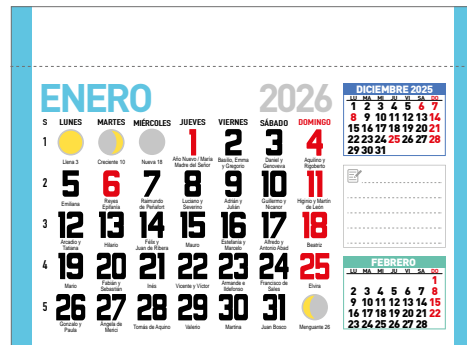 ENERO 2026
S LUNES MARTES MIÉRCOLES JUEVES VIERNES SÁBADO DOMINGO
1 1 2 3 4
Llena 3 Creciente 10 Nueva 18 Año Nuevo / María Madre del Señor Basilio, Emma y Gregorio Daniel y Genoveva Aquilino y Rigoberto
2 5 6 7 8 9 10 11
Emiliana Reyes Epifanía Raimundo de Peñafort Luciano y Severino Adrián y Julián Guillermo y Nicanor Higinio y Martín de León
3 12 13 14 15 16 17 18
Arcadio y Tatiana Hilario Félix y Juan de Ribera Mauro Estefanía y Marcelo Alfredo y Antonio Abad Beatriz
4 19 20 21 22 23 24 25
Mario Fabián y Sebastián Inés Vicente y Víctor Armando e Ildefonso Francisco de Sales Elvira
5 26 27 28 29 30 31
Gonzalo y Paula Angela de Merici Tomás de Aquino Valerio Martina Juan Bosco Menguante 26
DICIEMBRE 2025
LU MA MI JU VI SA DO
1 2 3 4 5 6 7
8 9 10 11 12 13 14
15 16 17 18 19 20 21
22 23 24 25 26 27 28
29 30 31
FEBRERO
LU MA MI JU VI SA DO
1
2 3 4 5 6 7 8
9 10 11 12 13 14 15
16 17 18 19 20 21 22
23 24 25 26 27 28